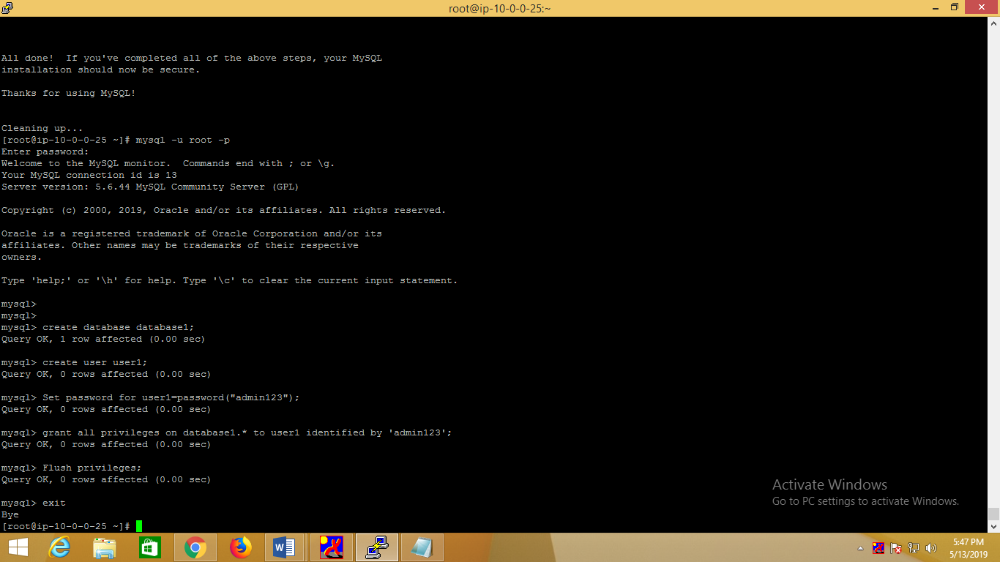 root@ip-10-0-0-25:~
All done!  If you've completed all of the above steps, your MySQL
installation should now be secure.
Thanks for using MySQL!
Cleaning up...
[root@ip-10-0-0-25 ~]# mysql -u root -p
Enter password:
Welcome to the MySQL monitor.  Commands end with ; or \g.
Your MySQL connection id is 13
Server version: 5.6.44 MySQL Community Server (GPL)
Copyright (c) 2000, 2019, Oracle and/or its affiliates. All rights reserved.
Oracle is a registered trademark of Oracle Corporation and/or its
affiliates. Other names may be trademarks of their respective
owners.
Type 'help;' or '\h' for help. Type '\c' to clear the current input statement.
mysql>
mysql>
mysql> create database database1;
Query OK, 1 row affected (0.00 sec)
mysql> create user user1;
Query OK, 0 rows affected (0.00 sec)
mysql> Set password for user1=password("admin123");
Query OK, 0 rows affected (0.00 sec)
mysql> grant all privileges on database1.* to user1 identified by 'admin123';
Query OK, 0 rows affected (0.00 sec)
mysql> Flush privileges;
Query OK, 0 rows affected (0.00 sec)
mysql> exit
Bye
[root@ip-10-0-0-25 ~]#
Activate Windows
Go to PC settings to activate Windows.
5:47 PM
5/13/2019